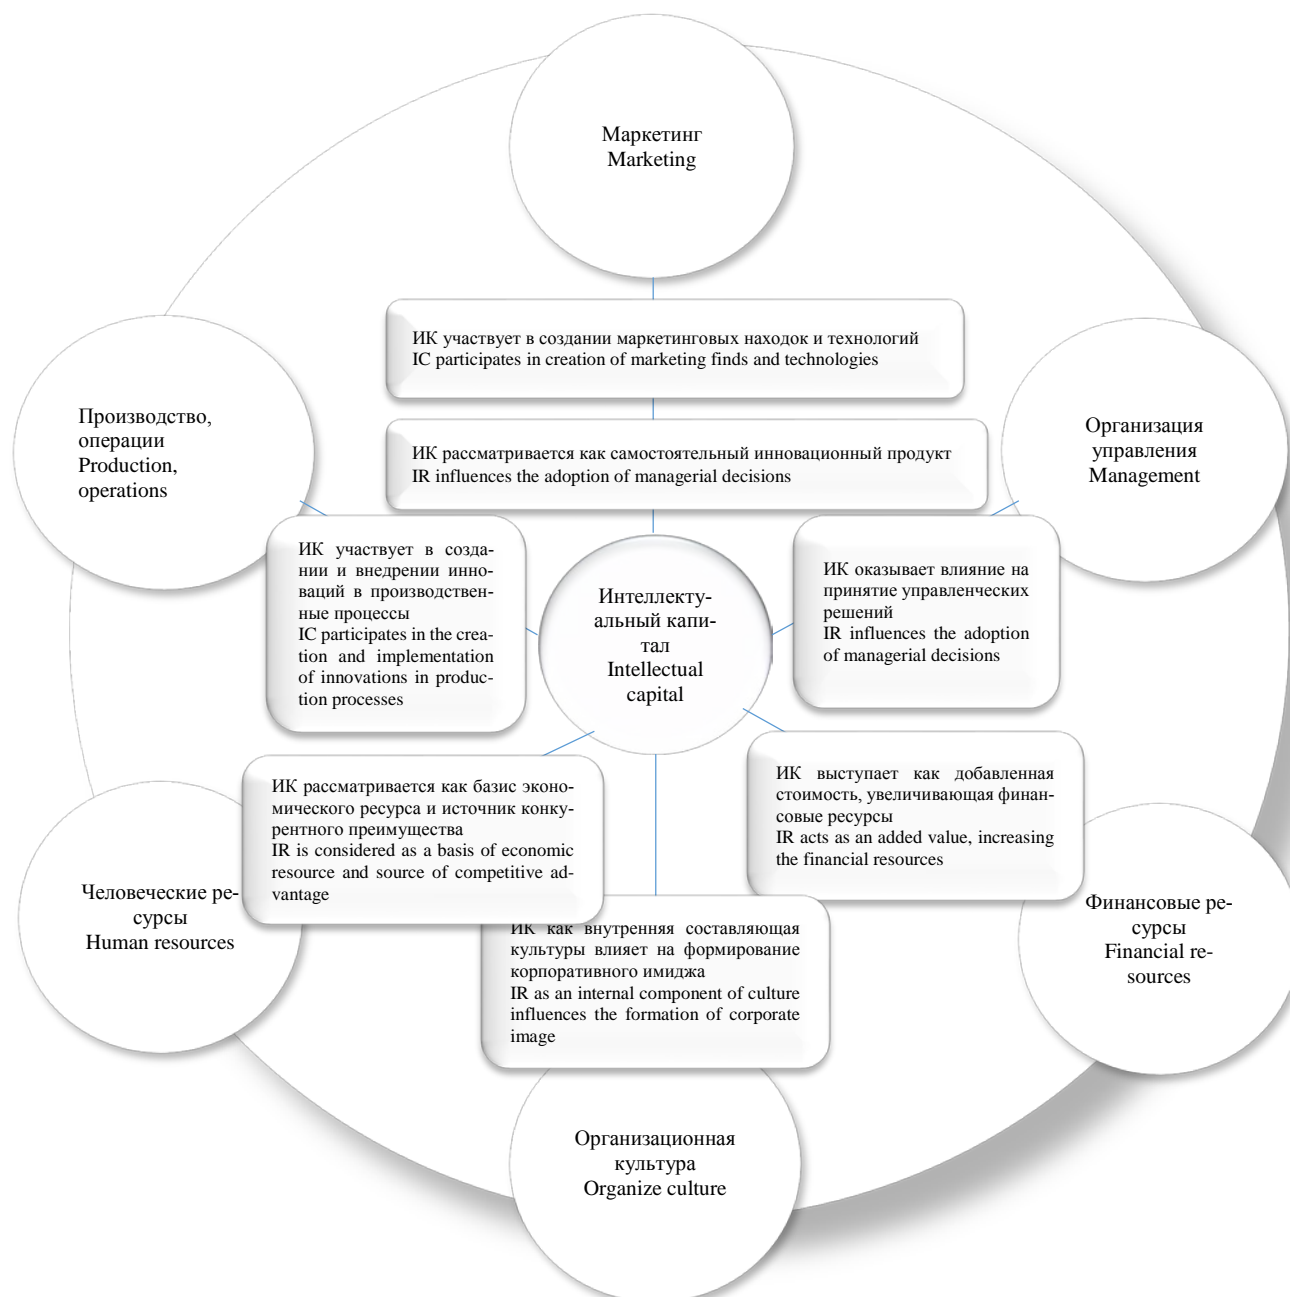 Маркетинг
Marketing
ИК участвует в создании маркетинговых находок и технологий
IC participates in creation of marketing finds and technologies
Производство,
операции
Production,
operations
ИК рассматривается как самостоятельный инновационный продукт
IR influences the adoption of managerial decisions
Организация
управления
Management
ИК участвует в созда-
нии и внедрении инно-
ваций в производствен-
ные процессы
IC participates in the crea-
tion and implementation
of innovations in produc-
tion processes
Интеллекту-
альный капи-
тал
Intellectual
capital
ИК оказывает влияние на
принятие управленческих
решений
IR influences the adoption
of managerial decisions
ИК рассматривается как базис эконо-
мического ресурса и источник конку-
рентного преимущества
IR is considered as a basis of economic
resource and source of competitive ad-
vantage
ИК выступает как добавленная
стоимость, увеличивающая финан-
совые ресурсы
IR acts as an added value, increasing
the financial resources
Человеческие ре-
сурсы
Human resources
ИК как внутренняя составляющая
культуры влияет на формирование
корпоративного имиджа
IR as an internal component of culture
influences the formation of corporate
image
Финансовые ре-
сурсы
Financial re-
sources
Организационная
культура
Organize culture